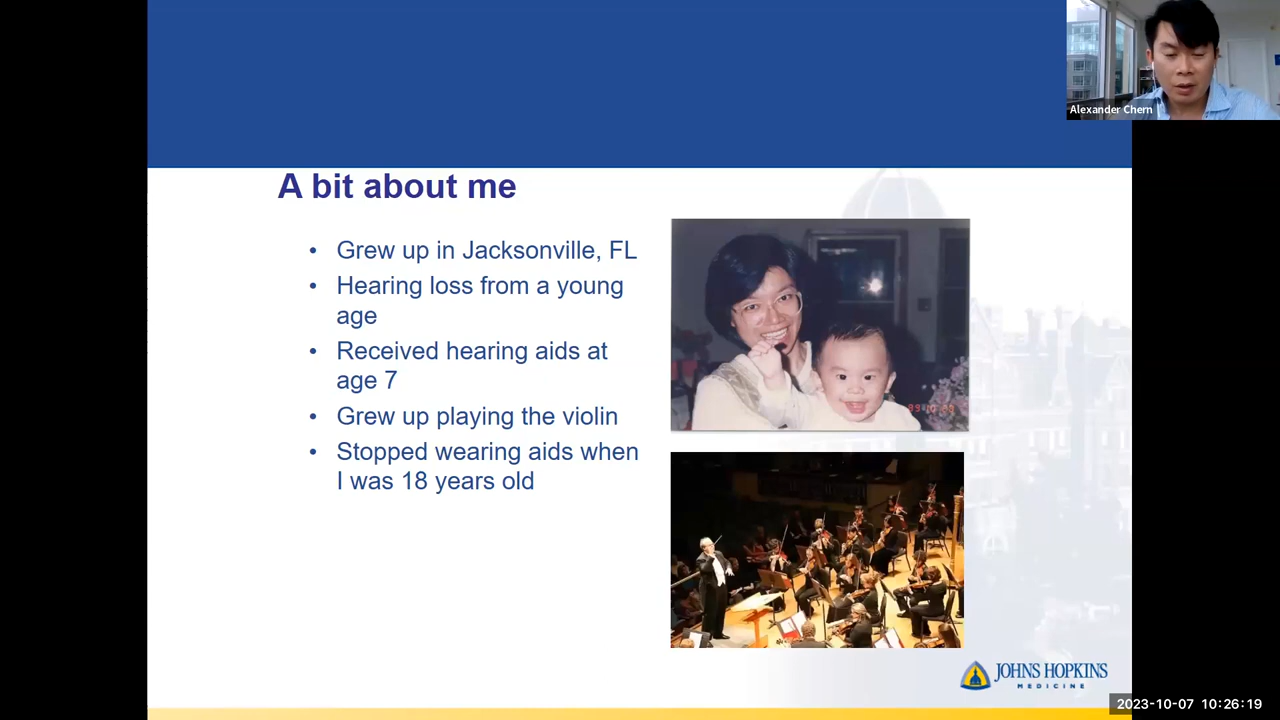 Alexander Chern
A bit about me
• Grew up in Jacksonville, FL
• Hearing loss from a young
age
• Received hearing aids at
age 7
• Grew up playing the violin
• Stopped wearing aids when
I was 18 years old
JOHNS HOPKINS
MEDICINE
2023-10-07 10:26:19